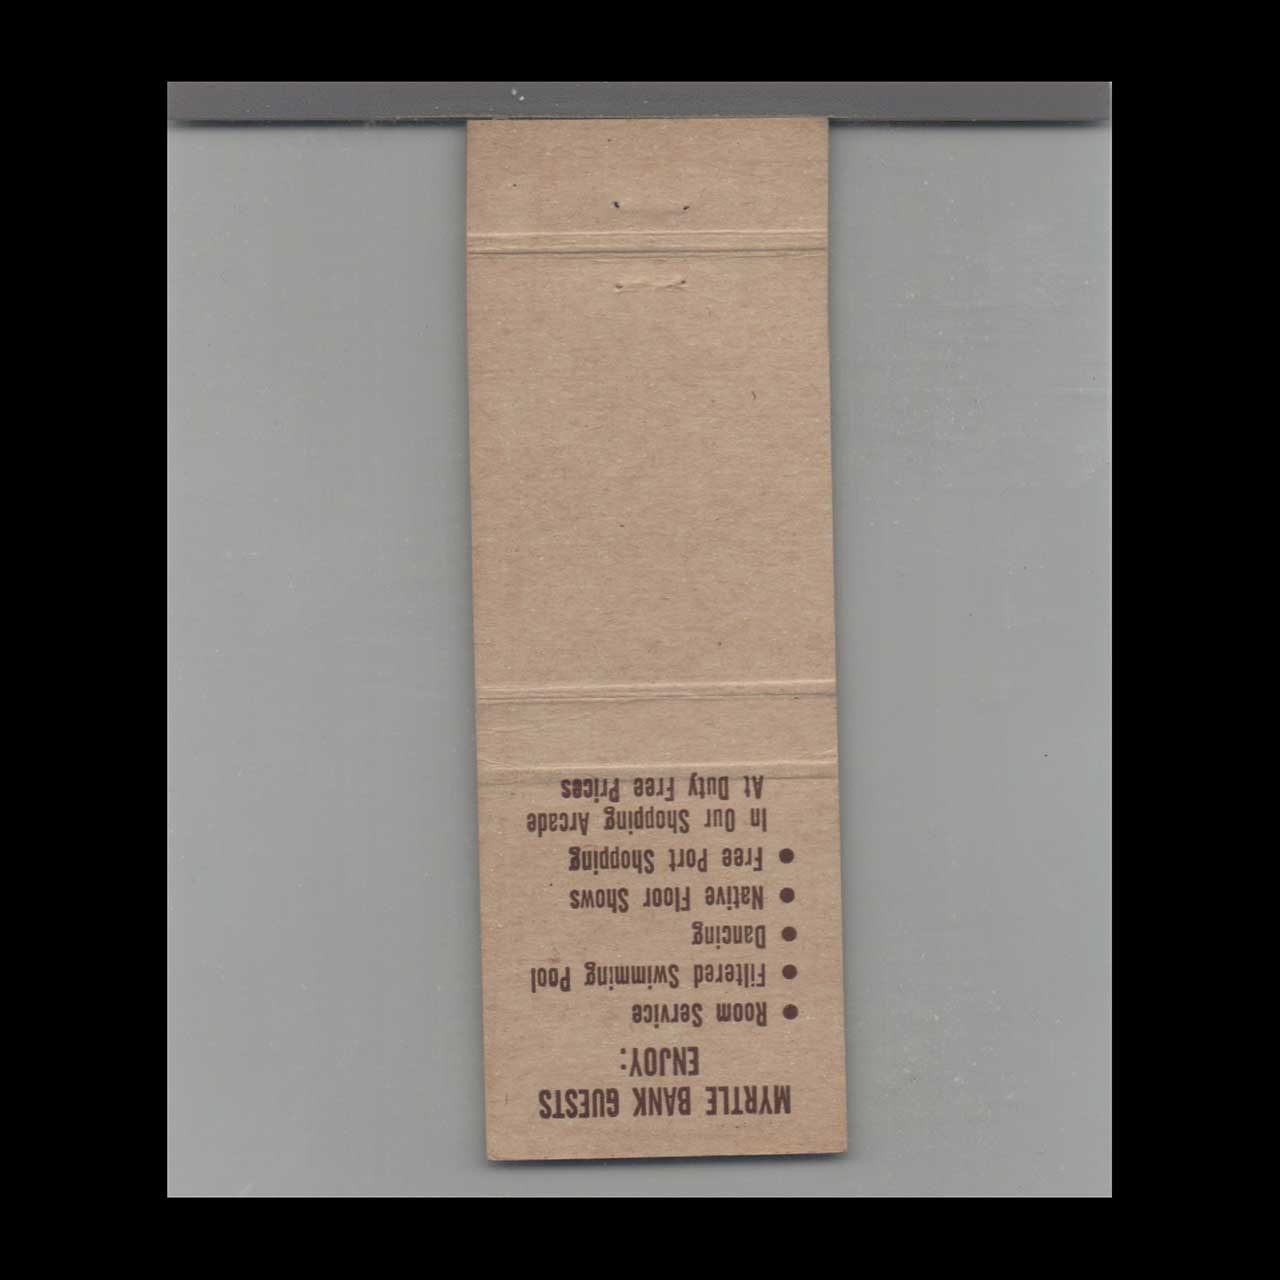 MYRTLE BANK GUESTS
ENJOY:
● Room Service
● Filtered Swimming Pool
● Dancing
● Native Floor Shows
● Free Port Shopping
In Our Shopping Arcade
At Duty Free Prices